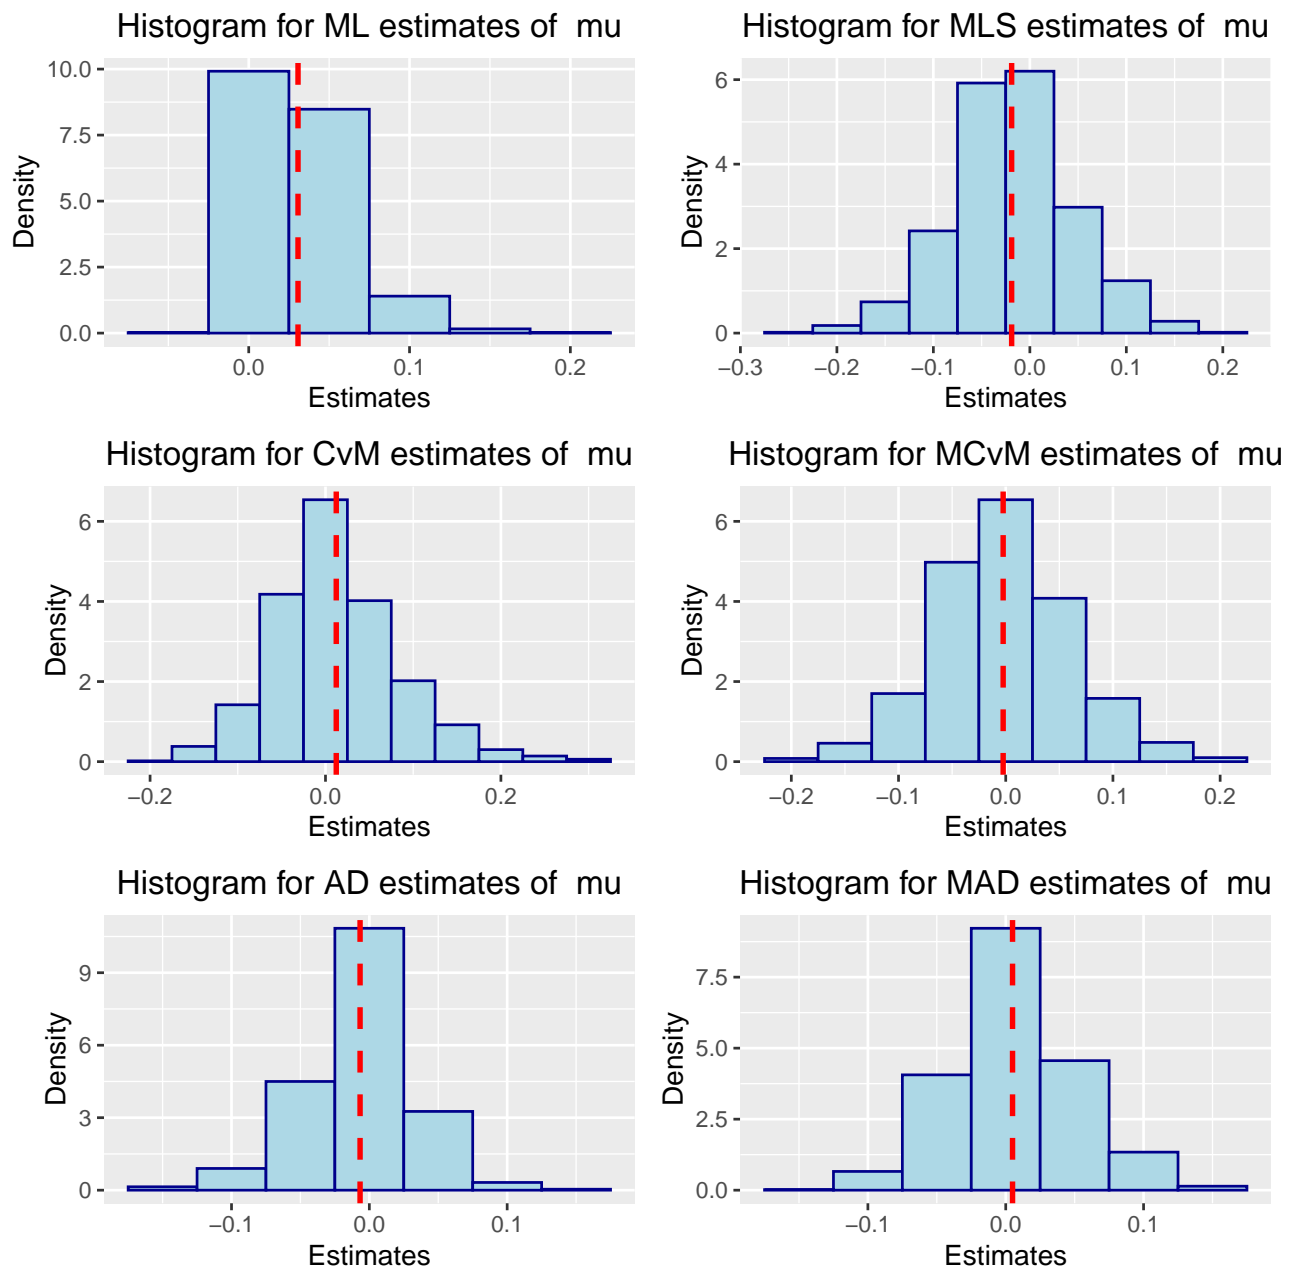 Histogram for ML estimates of  mu
10.0
7.5
5.0
2.5
0.0
Density
0.0 0.1 0.2
Estimates
Histogram for MLS estimates of  mu
6
4
2
0
Density
−0.3 −0.2 −0.1 0.0 0.1 0.2
Estimates
Histogram for CvM estimates of  mu
6
4
2
0
Density
−0.2 0.0 0.2
Estimates
Histogram for MCvM estimates of  mu
6
4
2
0
Density
−0.2 −0.1 0.0 0.1 0.2
Estimates
Histogram for AD estimates of  mu
9
6
3
0
Density
−0.1 0.0 0.1
Estimates
Histogram for MAD estimates of  mu
7.5
5.0
2.5
0.0
Density
−0.1 0.0 0.1
Estimates